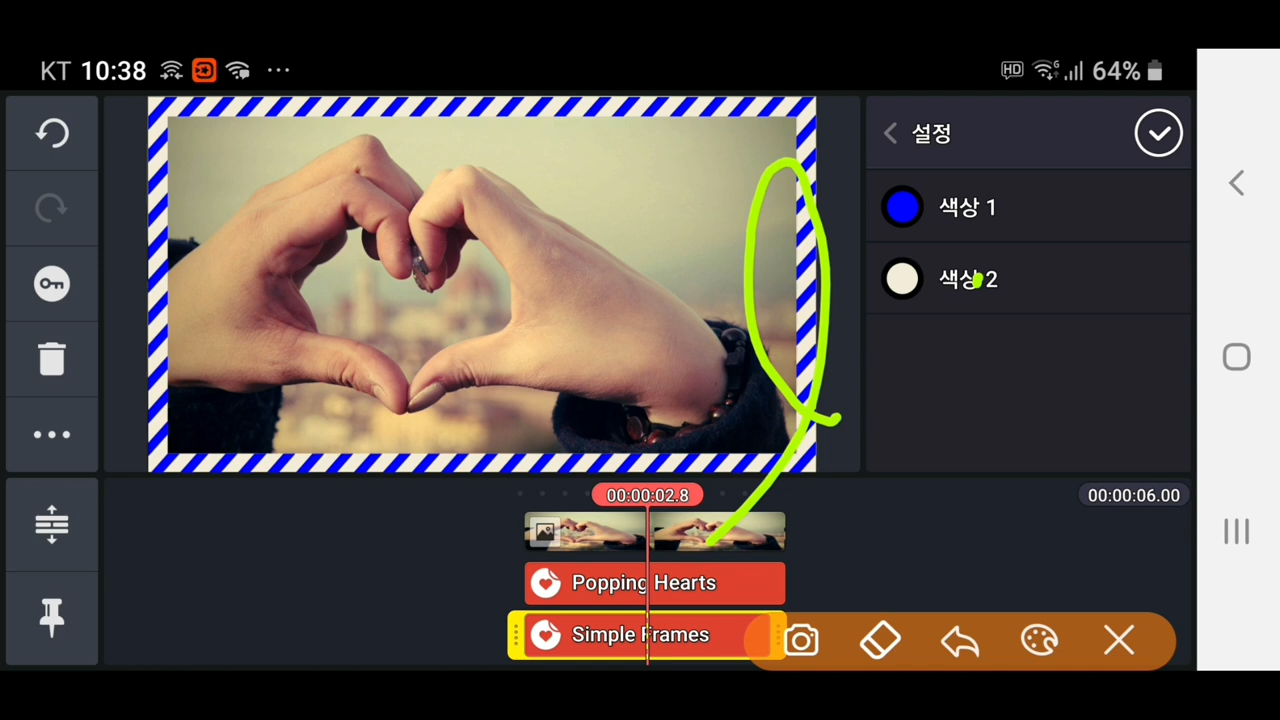 KT 10:38
HD
G
64%
설정
색상 1
색상 2
00:00:02.8
00:00:06.00
Popping Hearts
Simple Frames